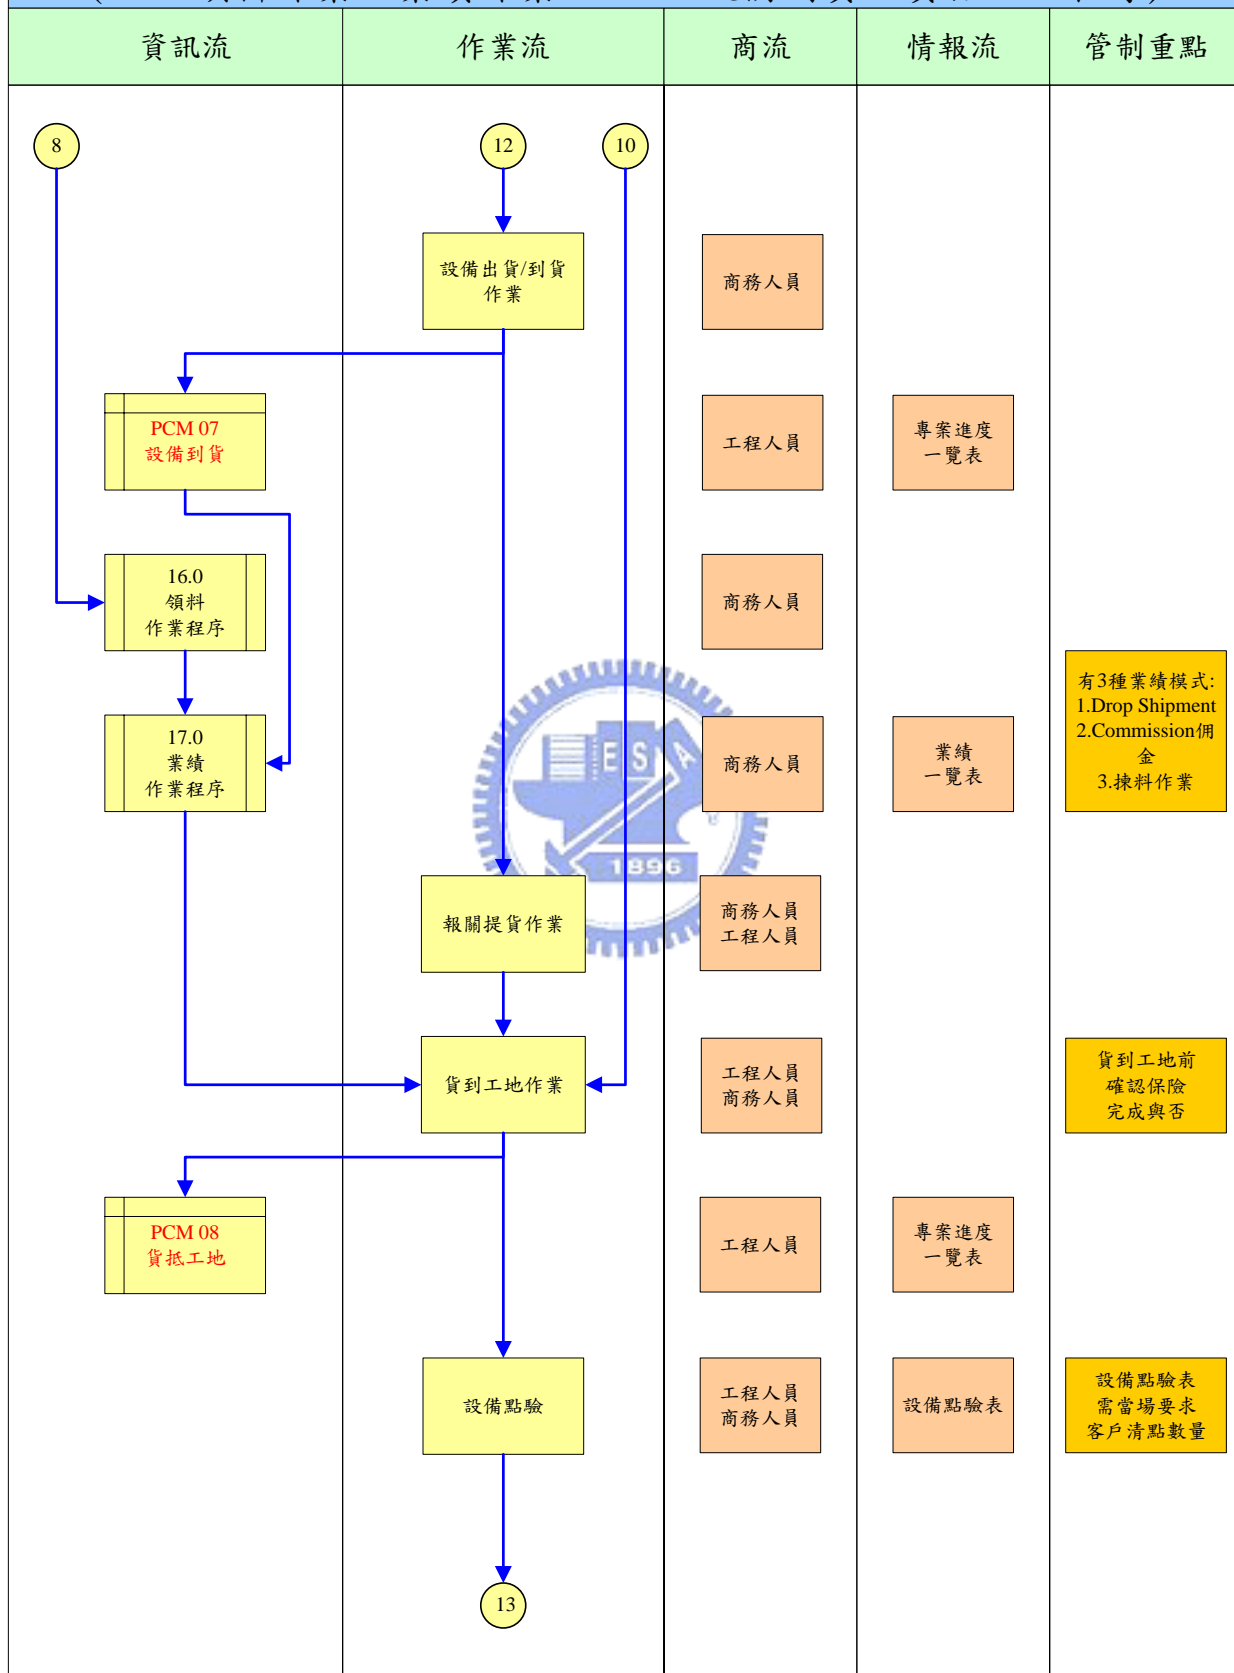 資訊流
作業流
商流
情報流
管制重點
8
12
10
設備出貨/到貨
作業
商務人員
PCM 07
設備到貨
工程人員
專案進度
一覽表
16.0
領料
作業程序
商務人員
17.0
業績
作業程序
商務人員
業績
一覽表
有3種業績模式:
1.Drop Shipment
2.Commission佣
金
3.揀料作業
ESA
1896
報關提貨作業
商務人員
工程人員
貨到工地作業
工程人員
商務人員
貨到工地前
確認保險
完成與否
PCM 08
貨抵工地
工程人員
專案進度
一覽表
設備點驗
工程人員
商務人員
設備點驗表
設備點驗表
需當場要求
客戶清點數量
13